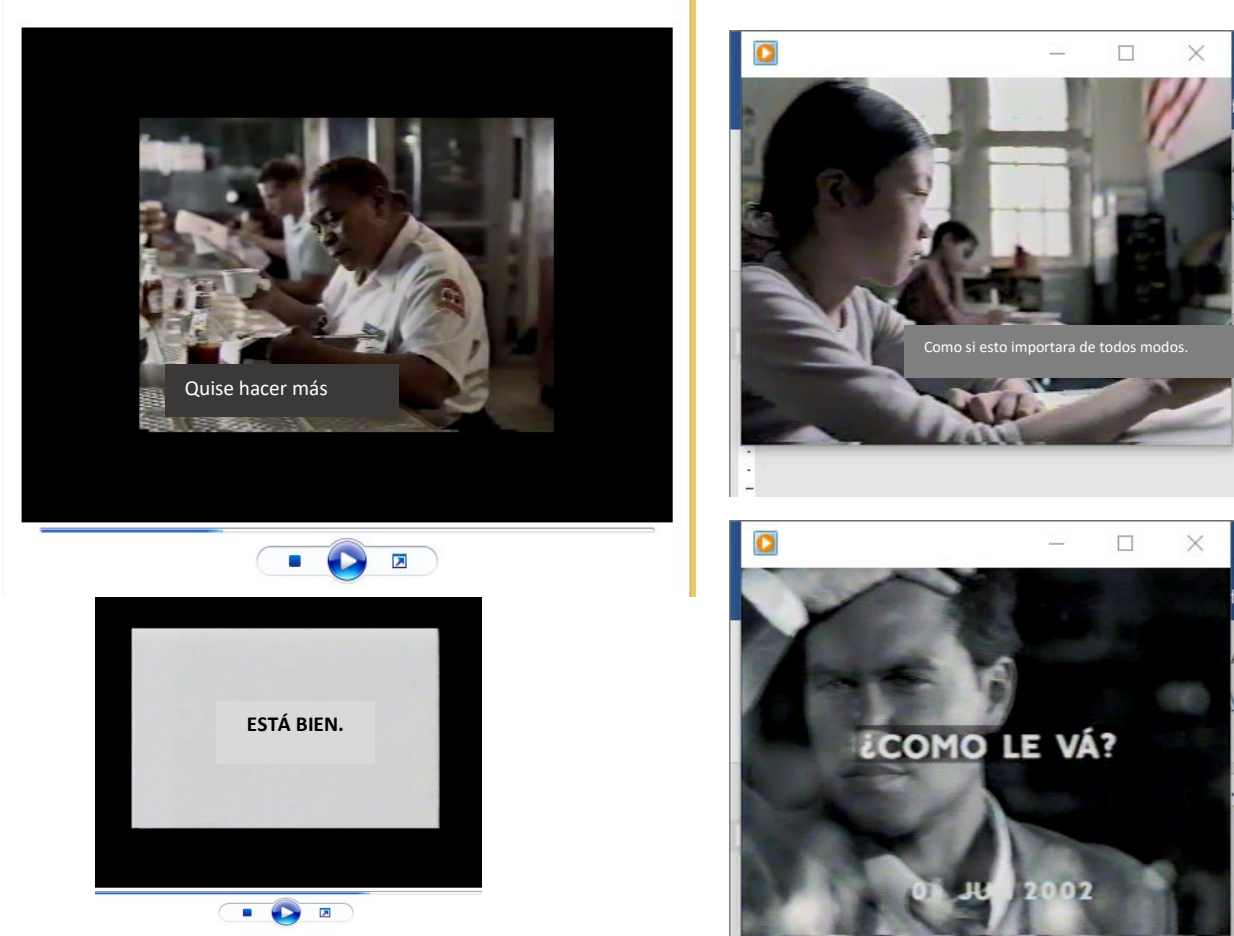 Quise hacer más
Como si esto importara de todos modos.
ESTÁ BIEN.
¿COMO LE VÁ?
2002